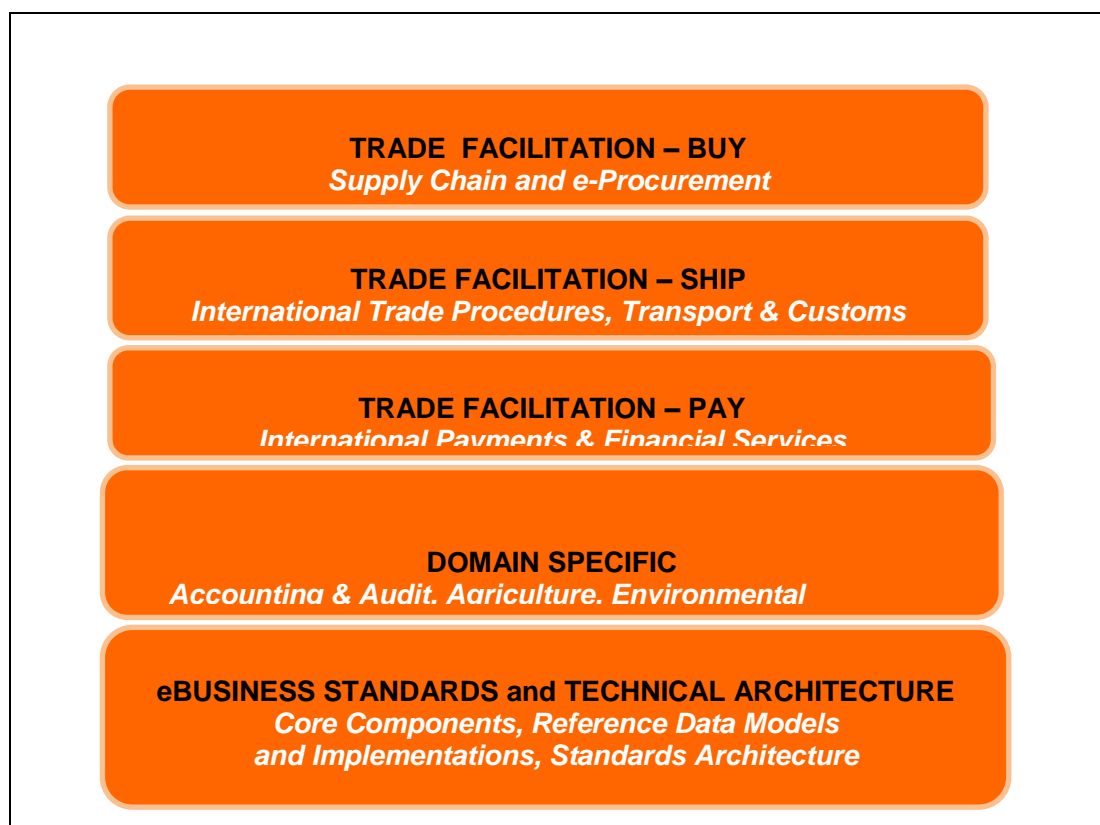 TRADE FACILITATION – BUY
Supply Chain and e-Procurement
TRADE FACILITATION – SHIP
International Trade Procedures, Transport & Customs
TRADE FACILITATION – PAY
International Payments & Financial Services
DOMAIN SPECIFIC
Accounting & Audit, Agriculture, Environmental
eBUSINESS STANDARDS and TECHNICAL ARCHITECTURE
Core Components, Reference Data Models
and Implementations, Standards Architecture